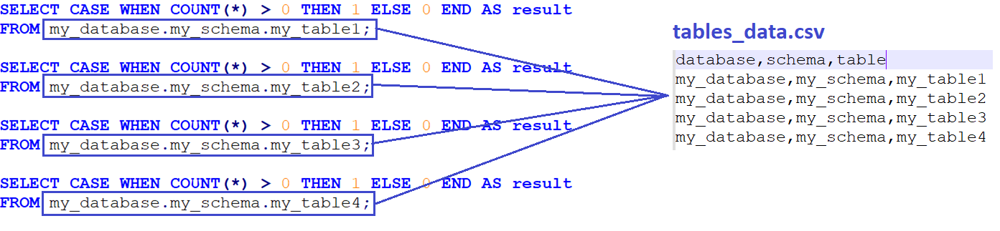 SELECT CASE WHEN COUNT(*) > 0 THEN 1 ELSE 0 END AS result
FROM my_database.my_schema.my_table1;
SELECT CASE WHEN COUNT(*) > 0 THEN 1 ELSE 0 END AS result
FROM my_database.my_schema.my_table2;
SELECT CASE WHEN COUNT(*) > 0 THEN 1 ELSE 0 END AS result
FROM my_database.my_schema.my_table3;
SELECT CASE WHEN COUNT(*) > 0 THEN 1 ELSE 0 END AS result
FROM my_database.my_schema.my_table4;
tables_data.csv
database,schema,table
my_database,my_schema,my_table1
my_database,my_schema,my_table2
my_database,my_schema,my_table3
my_database,my_schema,my_table4